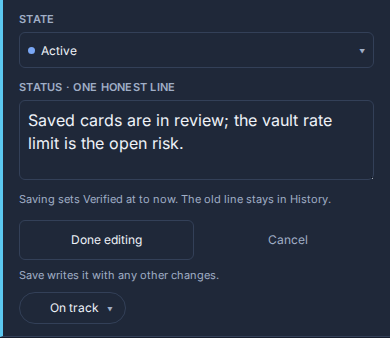 STATE
Active
STATUS · ONE HONEST LINE
Saved cards are in review; the vault rate
limit is the open risk.
Saving sets Verified at to now. The old line stays in History.
Done editing
Cancel
Save writes it with any other changes.
On track